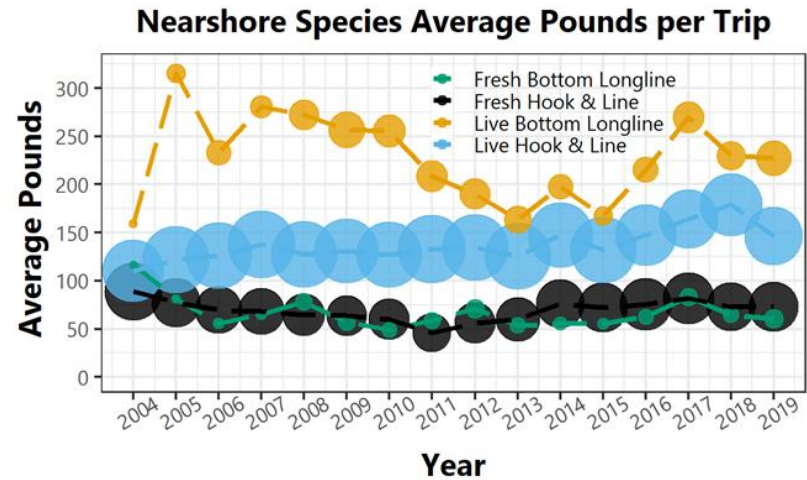 Nearshore Species Average Pounds per Trip
Average Pounds
300
250
200
150
100
50
0
Fresh Bottom Longline
Fresh Hook & Line
Live Bottom Longline
Live Hook & Line
2004 2005 2006 2007 2008 2009 2010 2011 2012 2013 2014 2015 2016 2017 2018 2019
Year